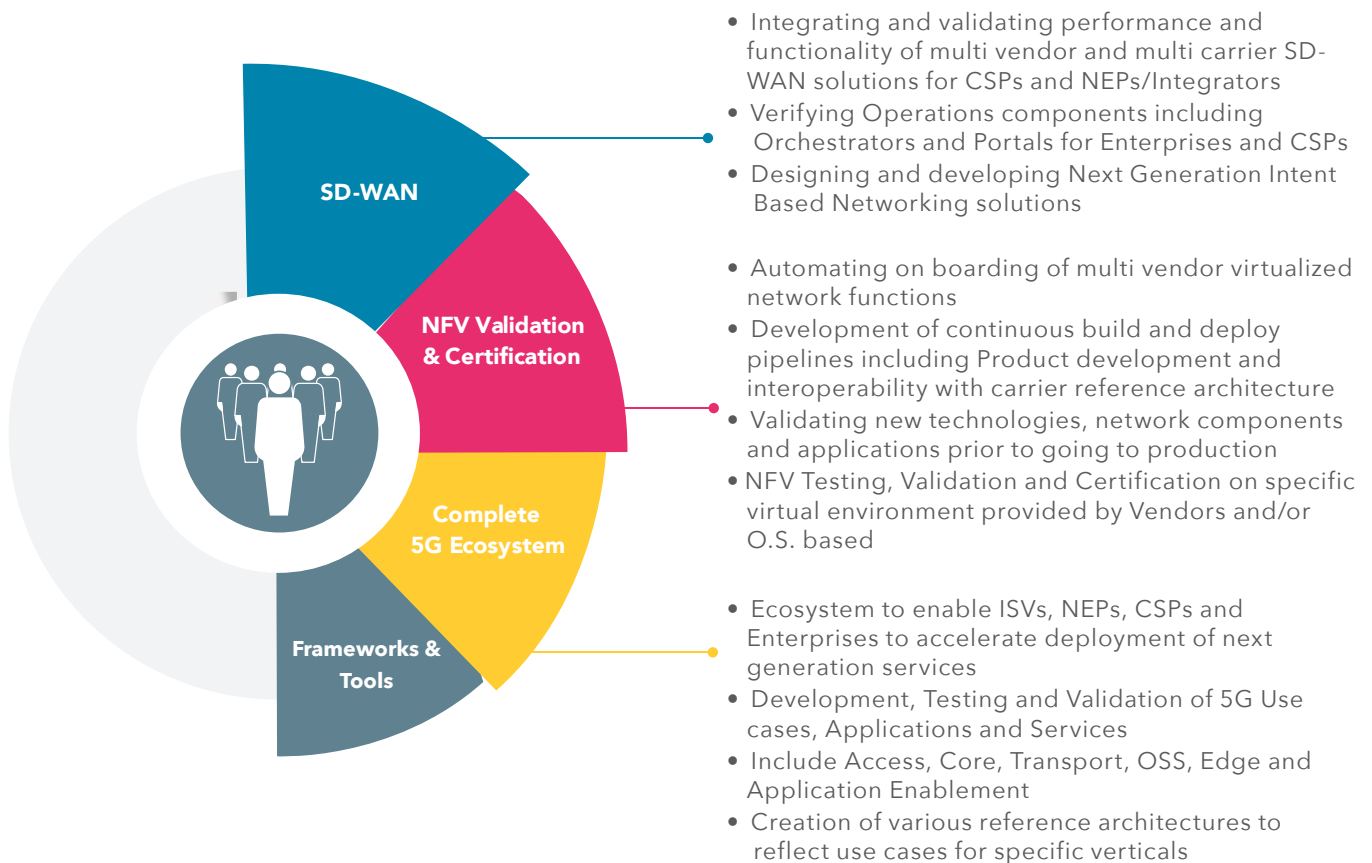 SD-WAN
NFV Validation
& Certification
Complete
5G Ecosystem
Frameworks &
Tools
• Integrating and validating performance and
functionality of multi vendor and multi carrier SD-
WAN solutions for CSPs and NEPs/Integrators
• Verifying Operations components including
Orchestrators and Portals for Enterprises and CSPs
• Designing and developing Next Generation Intent
Based Networking solutions
• Automating on boarding of multi vendor virtualized
network functions
• Development of continuous build and deploy
pipelines including Product development and
interoperability with carrier reference architecture
• Validating new technologies, network components
and applications prior to going to production
• NFV Testing, Validation and Certification on specific
virtual environment provided by Vendors and/or
O.S. based
• Ecosystem to enable ISVs, NEPs, CSPs and
Enterprises to accelerate deployment of next
generation services
• Development, Testing and Validation of 5G Use
cases, Applications and Services
• Include Access, Core, Transport, OSS, Edge and
Application Enablement
• Creation of various reference architectures to
reflect use cases for specific verticals